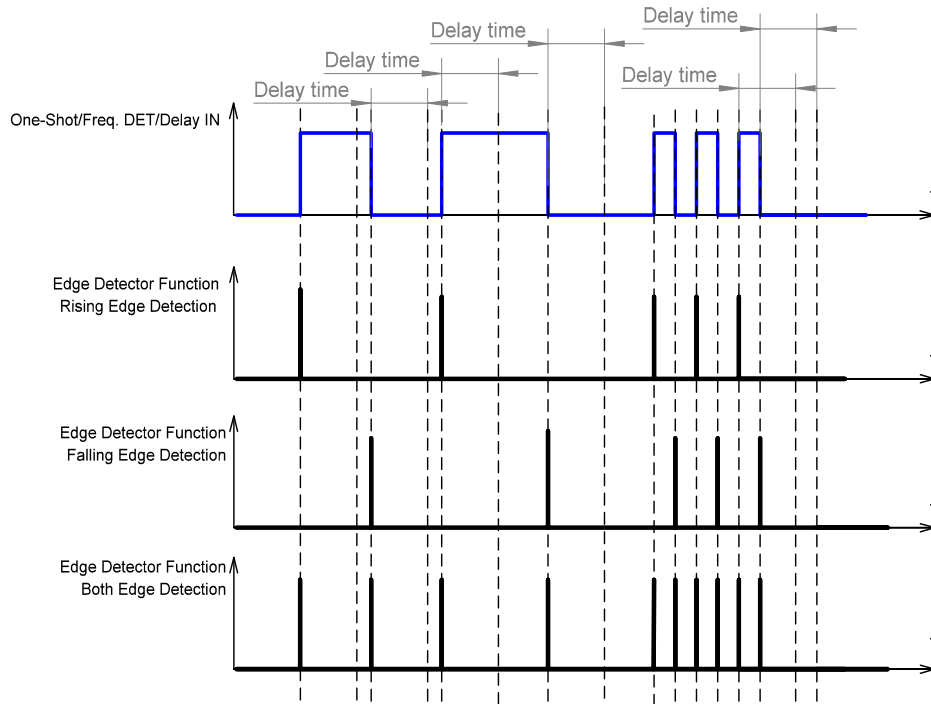 Delay time
Delay time
Delay time
Delay time
Delay time
One-Shot/Freq. DET/Delay IN
Edge Detector Function
Rising Edge Detection
Edge Detector Function
Falling Edge Detection
Edge Detector Function
Both Edge Detection